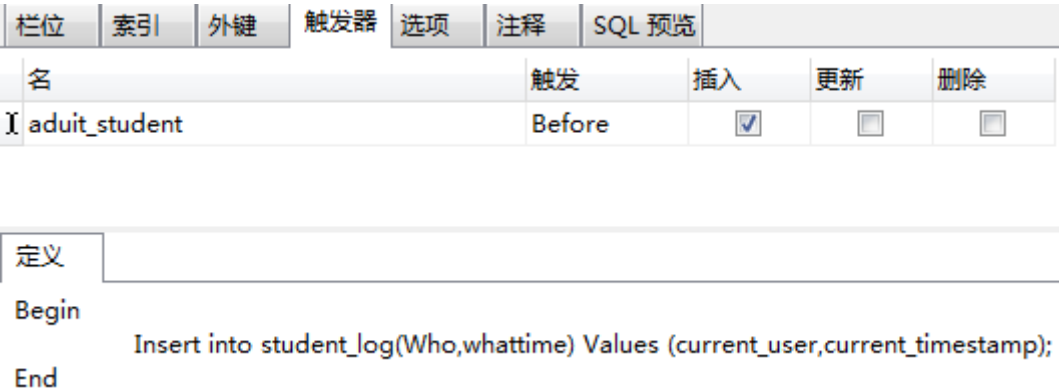 栏位 索引 外键 触发器 选项 注释 SQL 预览
名 触发 插入 更新 删除
aduit_student Before
定义
Begin
Insert into student_log(Who,whattime) Values (current_user,current_timestamp);
End